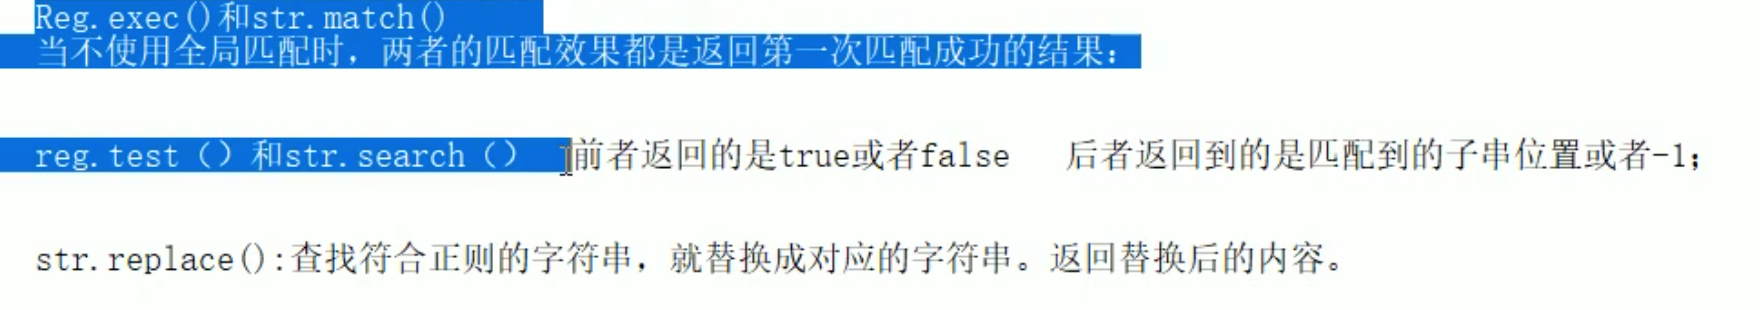 Reg.exec()和str.match()
当不使用全局匹配时，两者的匹配效果都是返回第一次匹配成功的结果：
reg.test（）和str.search（） 前者返回的是true或者false 后者返回到的是匹配到的子串位置或者-1；
str.replace():查找符合正则的字符串，就替换成对应的字符串。返回替换后的内容。